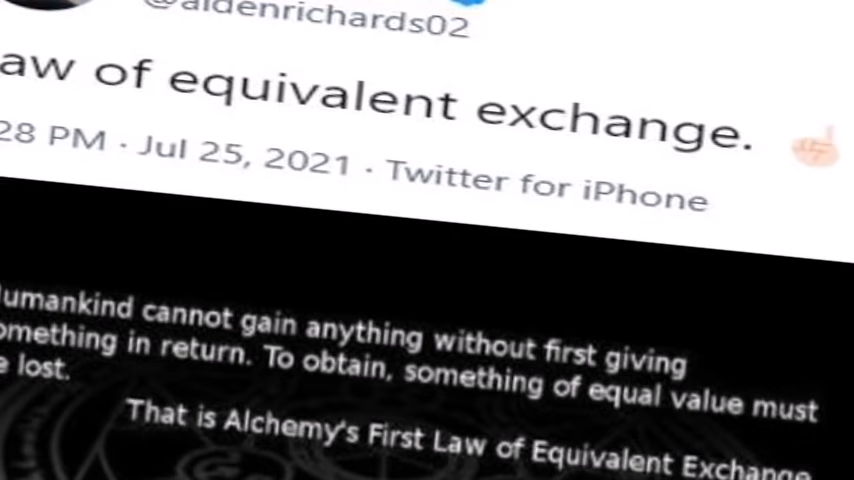 @aldenrichards02
aw of equivalent exchange. ☝🏻
28 PM · Jul 25, 2021 · Twitter for iPhone
umankind cannot gain anything without first giving
omething in return. To obtain, something of equal value must
e lost.
That is Alchemy's First Law of Equivalent Exchange